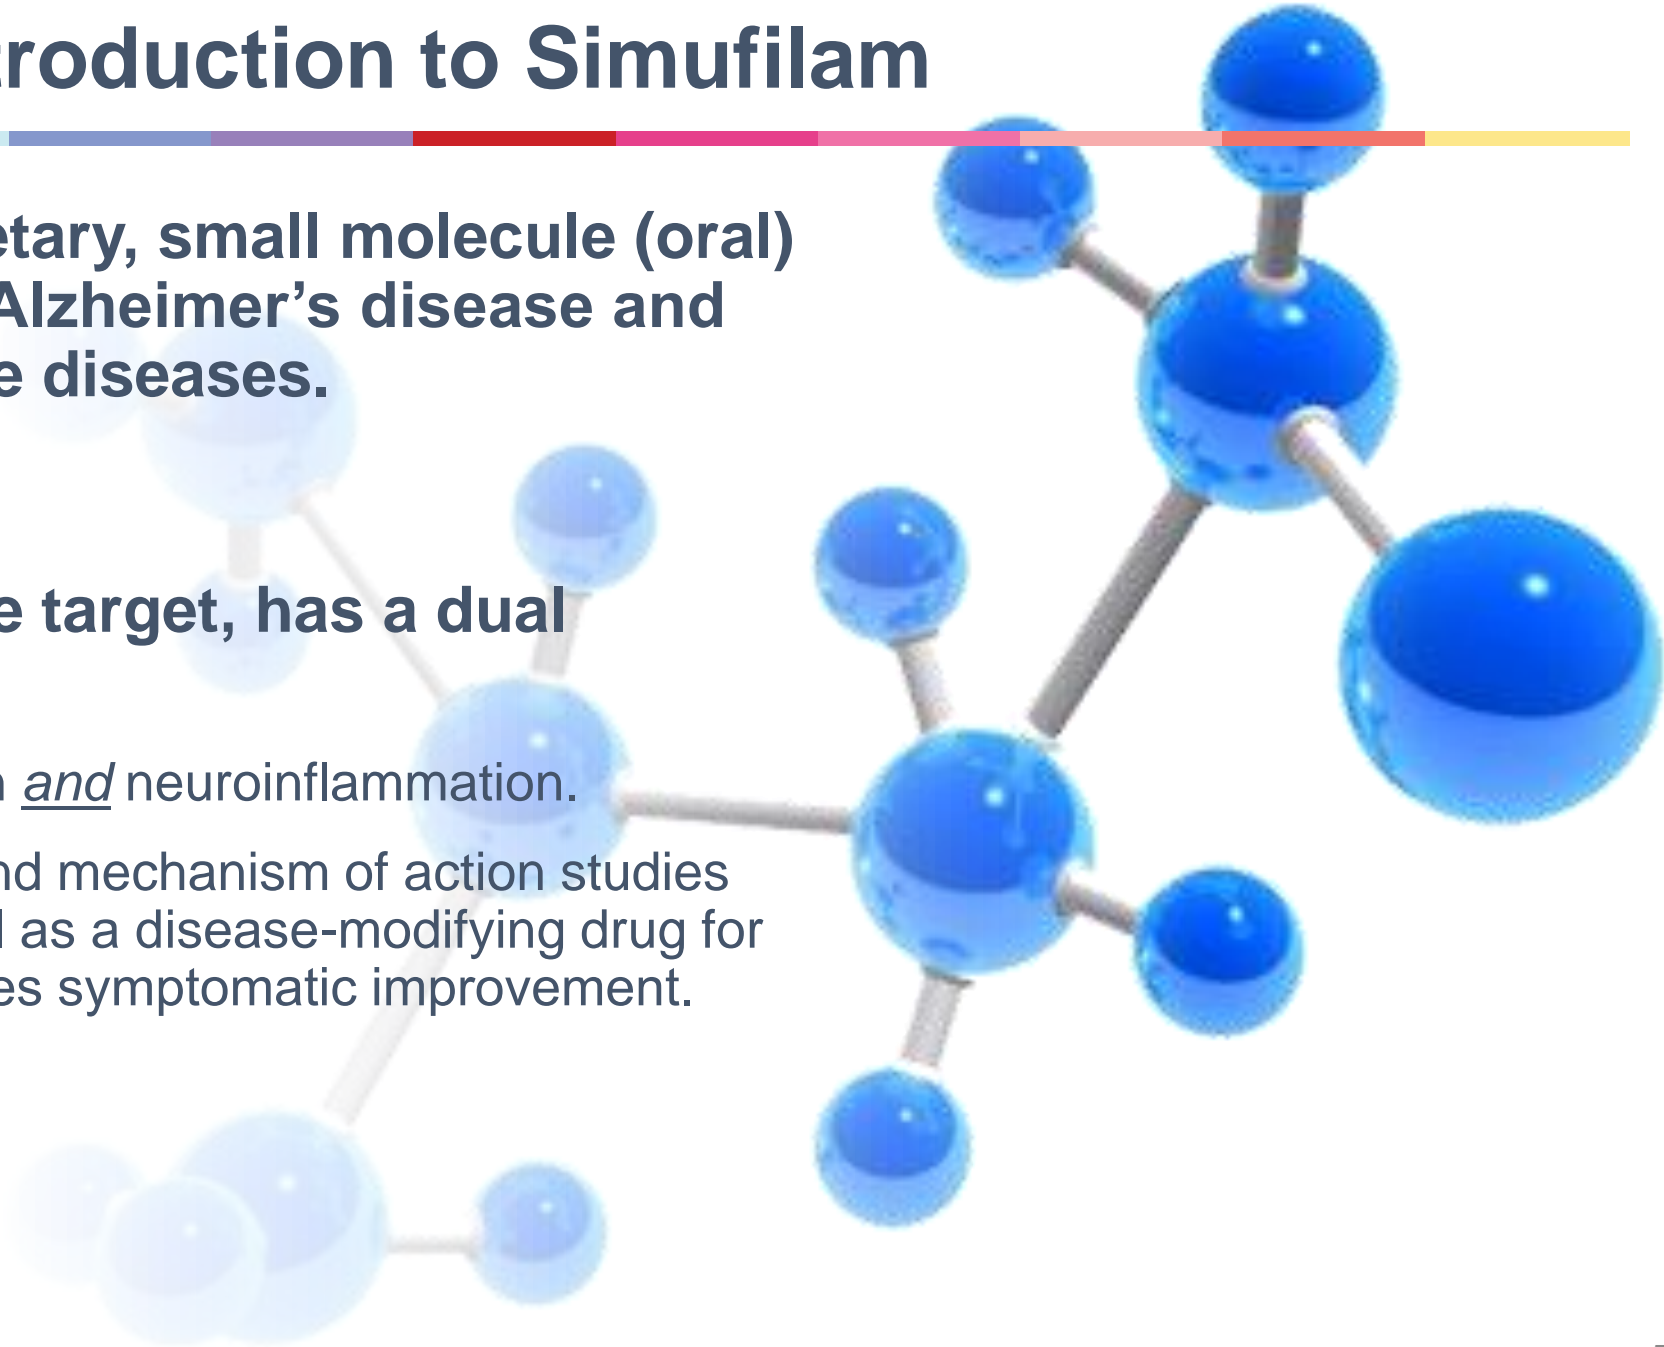 troduction to Simufilam
etary, small molecule (oral)
Alzheimer’s disease and
e diseases.
e target, has a dual
n and neuroinflammation.
nd mechanism of action studies
l as a disease-modifying drug for
es symptomatic improvement.